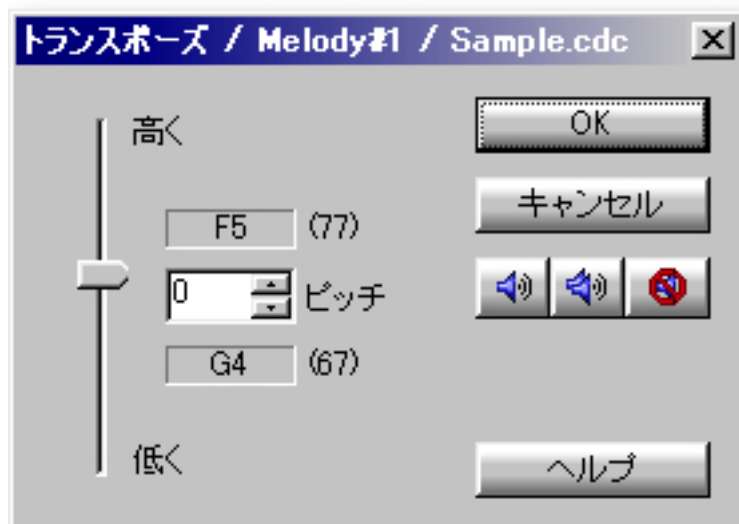 トランスポーズ / Melody#1 / Sample.cdc
高く
OK
F5 (77)
キャンセル
0 ピッチ
G4 (67)
低く
ヘルプ